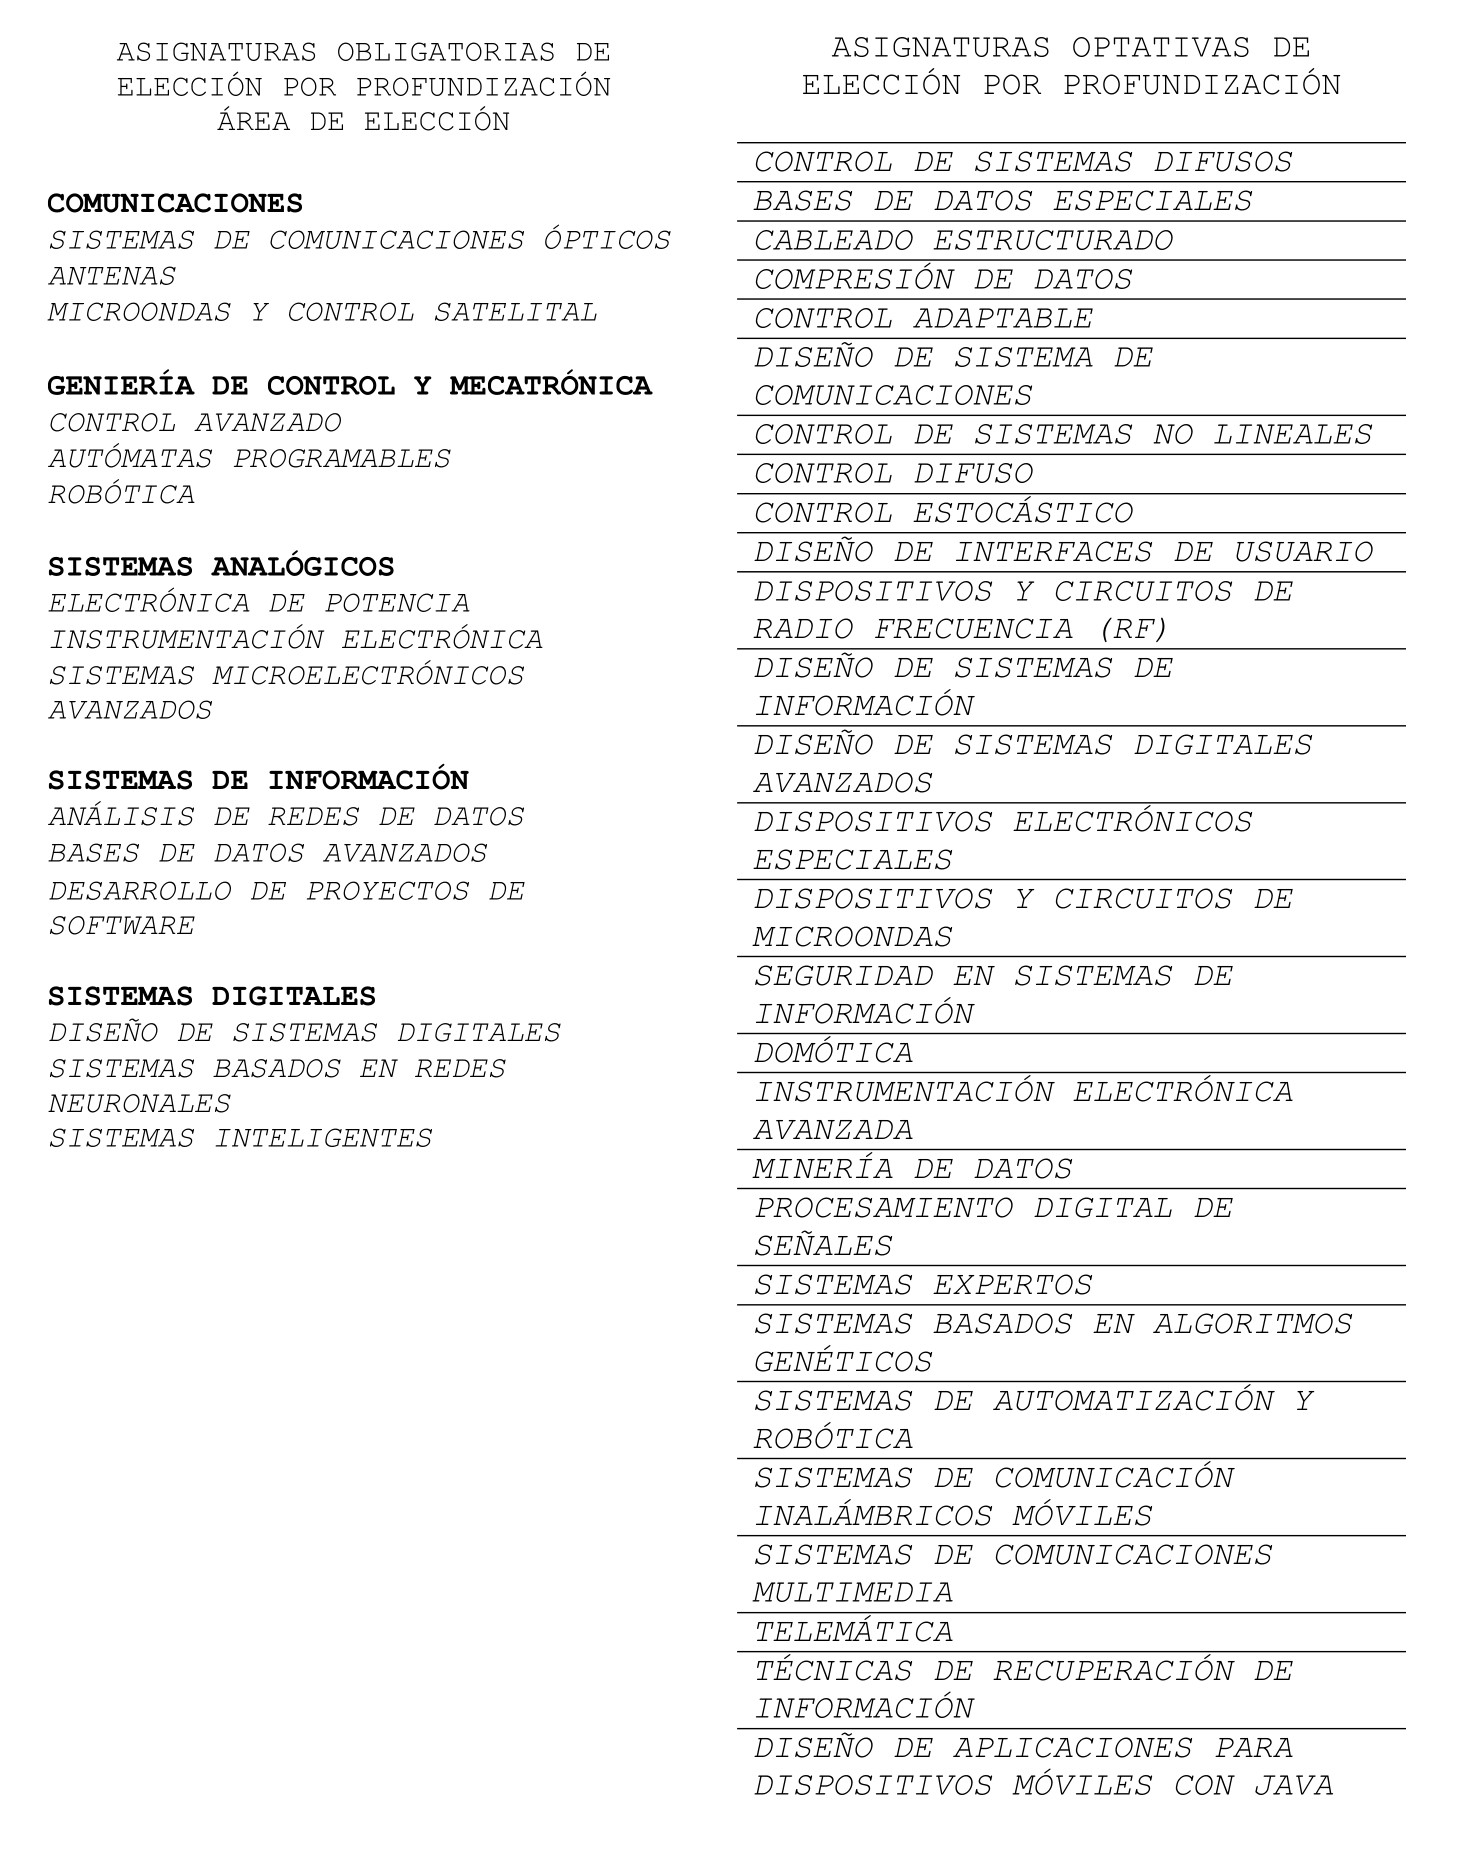 ASIGNATURAS OBLIGATORIAS DE
ELECCIÓN POR PROFUNDIZACIÓN
ÁREA DE ELECCIÓN
COMUNICACIONES
SISTEMAS DE COMUNICACIONES ÓPTICOS
ANTENAS
MICROONDAS Y CONTROL SATELITAL
GENIERÍA DE CONTROL Y MECATRÓNICA
CONTROL AVANZADO
AUTÓMATAS PROGRAMABLES
ROBÓTICA
SISTEMAS ANALÓGICOS
ELECTRÓNICA DE POTENCIA
INSTRUMENTACIÓN ELECTRÓNICA
SISTEMAS MICROELECTRÓNICOS
AVANZADOS
SISTEMAS DE INFORMACIÓN
ANÁLISIS DE REDES DE DATOS
BASES DE DATOS AVANZADOS
DESARROLLO DE PROYECTOS DE
SOFTWARE
SISTEMAS DIGITALES
DISEÑO DE SISTEMAS DIGITALES
SISTEMAS BASADOS EN REDES
NEURONALES
SISTEMAS INTELIGENTES
ASIGNATURAS OPTATIVAS DE
ELECCIÓN POR PROFUNDIZACIÓN
CONTROL DE SISTEMAS DIFUSOS
BASES DE DATOS ESPECIALES
CABLEADO ESTRUCTURADO
COMPRESIÓN DE DATOS
CONTROL ADAPTABLE
DISEÑO DE SISTEMA DE
COMUNICACIONES
CONTROL DE SISTEMAS NO LINEALES
CONTROL DIFUSO
CONTROL ESTOCÁSTICO
DISEÑO DE INTERFACES DE USUARIO
DISPOSITIVOS Y CIRCUITOS DE
RADIO FRECUENCIA (RF)
DISEÑO DE SISTEMAS DE
INFORMACIÓN
DISEÑO DE SISTEMAS DIGITALES
AVANZADOS
DISPOSITIVOS ELECTRÓNICOS
ESPECIALES
DISPOSITIVOS Y CIRCUITOS DE
MICROONDAS
SEGURIDAD EN SISTEMAS DE
INFORMACIÓN
DOMÓTICA
INSTRUMENTACIÓN ELECTRÓNICA
AVANZADA
MINERÍA DE DATOS
PROCESAMIENTO DIGITAL DE
SEÑALES
SISTEMAS EXPERTOS
SISTEMAS BASADOS EN ALGORITMOS
GENÉTICOS
SISTEMAS DE AUTOMATIZACIÓN Y
ROBÓTICA
SISTEMAS DE COMUNICACIÓN
INALÁMBRICOS MÓVILES
SISTEMAS DE COMUNICACIONES
MULTIMEDIA
TELEMÁTICA
TÉCNICAS DE RECUPERACIÓN DE
INFORMACIÓN
DISEÑO DE APLICACIONES PARA
DISPOSITIVOS MÓVILES CON JAVA